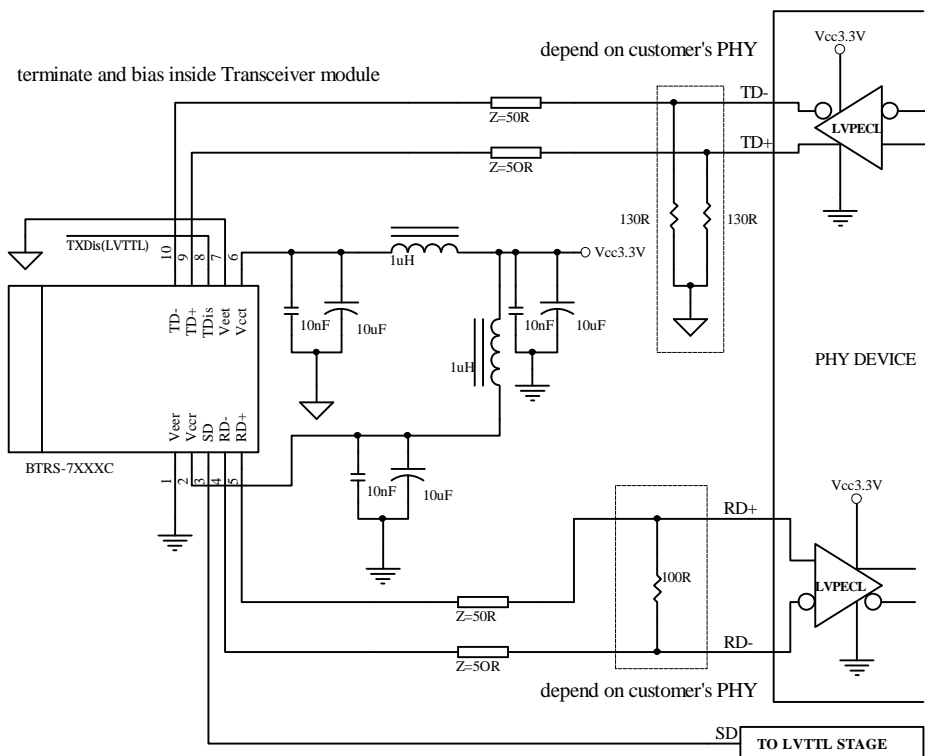 Vcc3.3V
depend on customer's PHY
terminate and bias inside Transceiver module
TD-
LVPECL
Z=50R
TD+
Z=5OR
130R
130R
TXDis(LVTTL)
10
9
8
7
6
1uH
Vcc3.3V
TD-
TD+
TDis
Veet
Vcct
10nF
10uF
10nF
10uF
1uH
PHY DEVICE
Veer
Vccr
SD
RD-
RD+
BTRS-7XXXC
1
2
3
4
5
10nF
10uF
Vcc3.3V
RD+
100R
LVPECL
Z=50R
RD-
Z=5OR
depend on customer's PHY
SD
TO LVTTL STAGE